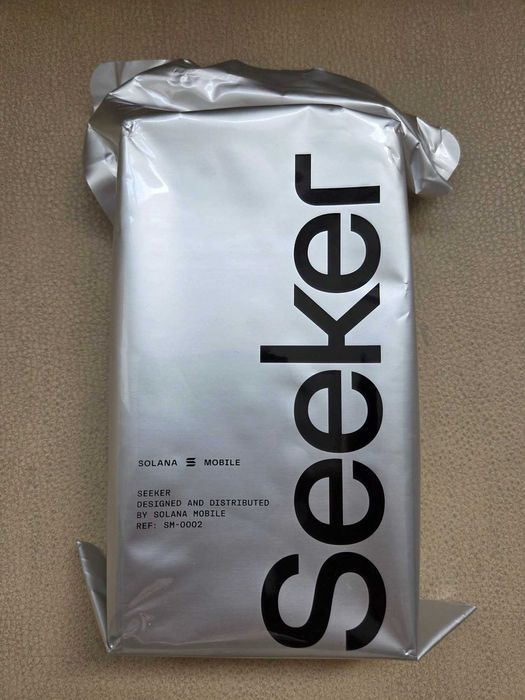 Seeker
SOLANA MOBILE
SEEKER
DESIGNED AND DISTRIBUTED
BY SOLANA MOBILE
REF: SM-0002